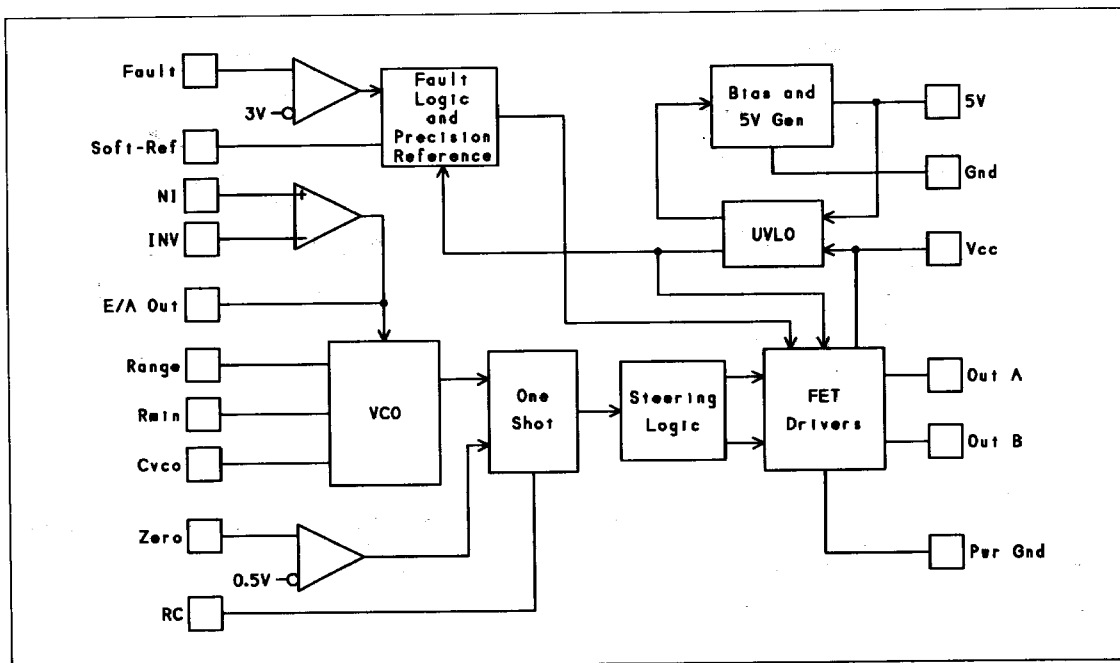 Fault
3V
Fault
Logic
and
Precision
Reference
Soft-Ref
NI
+
INV
−
E/A Out
Range
Rmin
Cvco
VCO
Zero
0.5V
RC
One
Shot
Steering
Logic
Bias and
5V Gen
5V
Gnd
UVLO
Vcc
FET
Drivers
Out A
Out B
Pwr Gnd